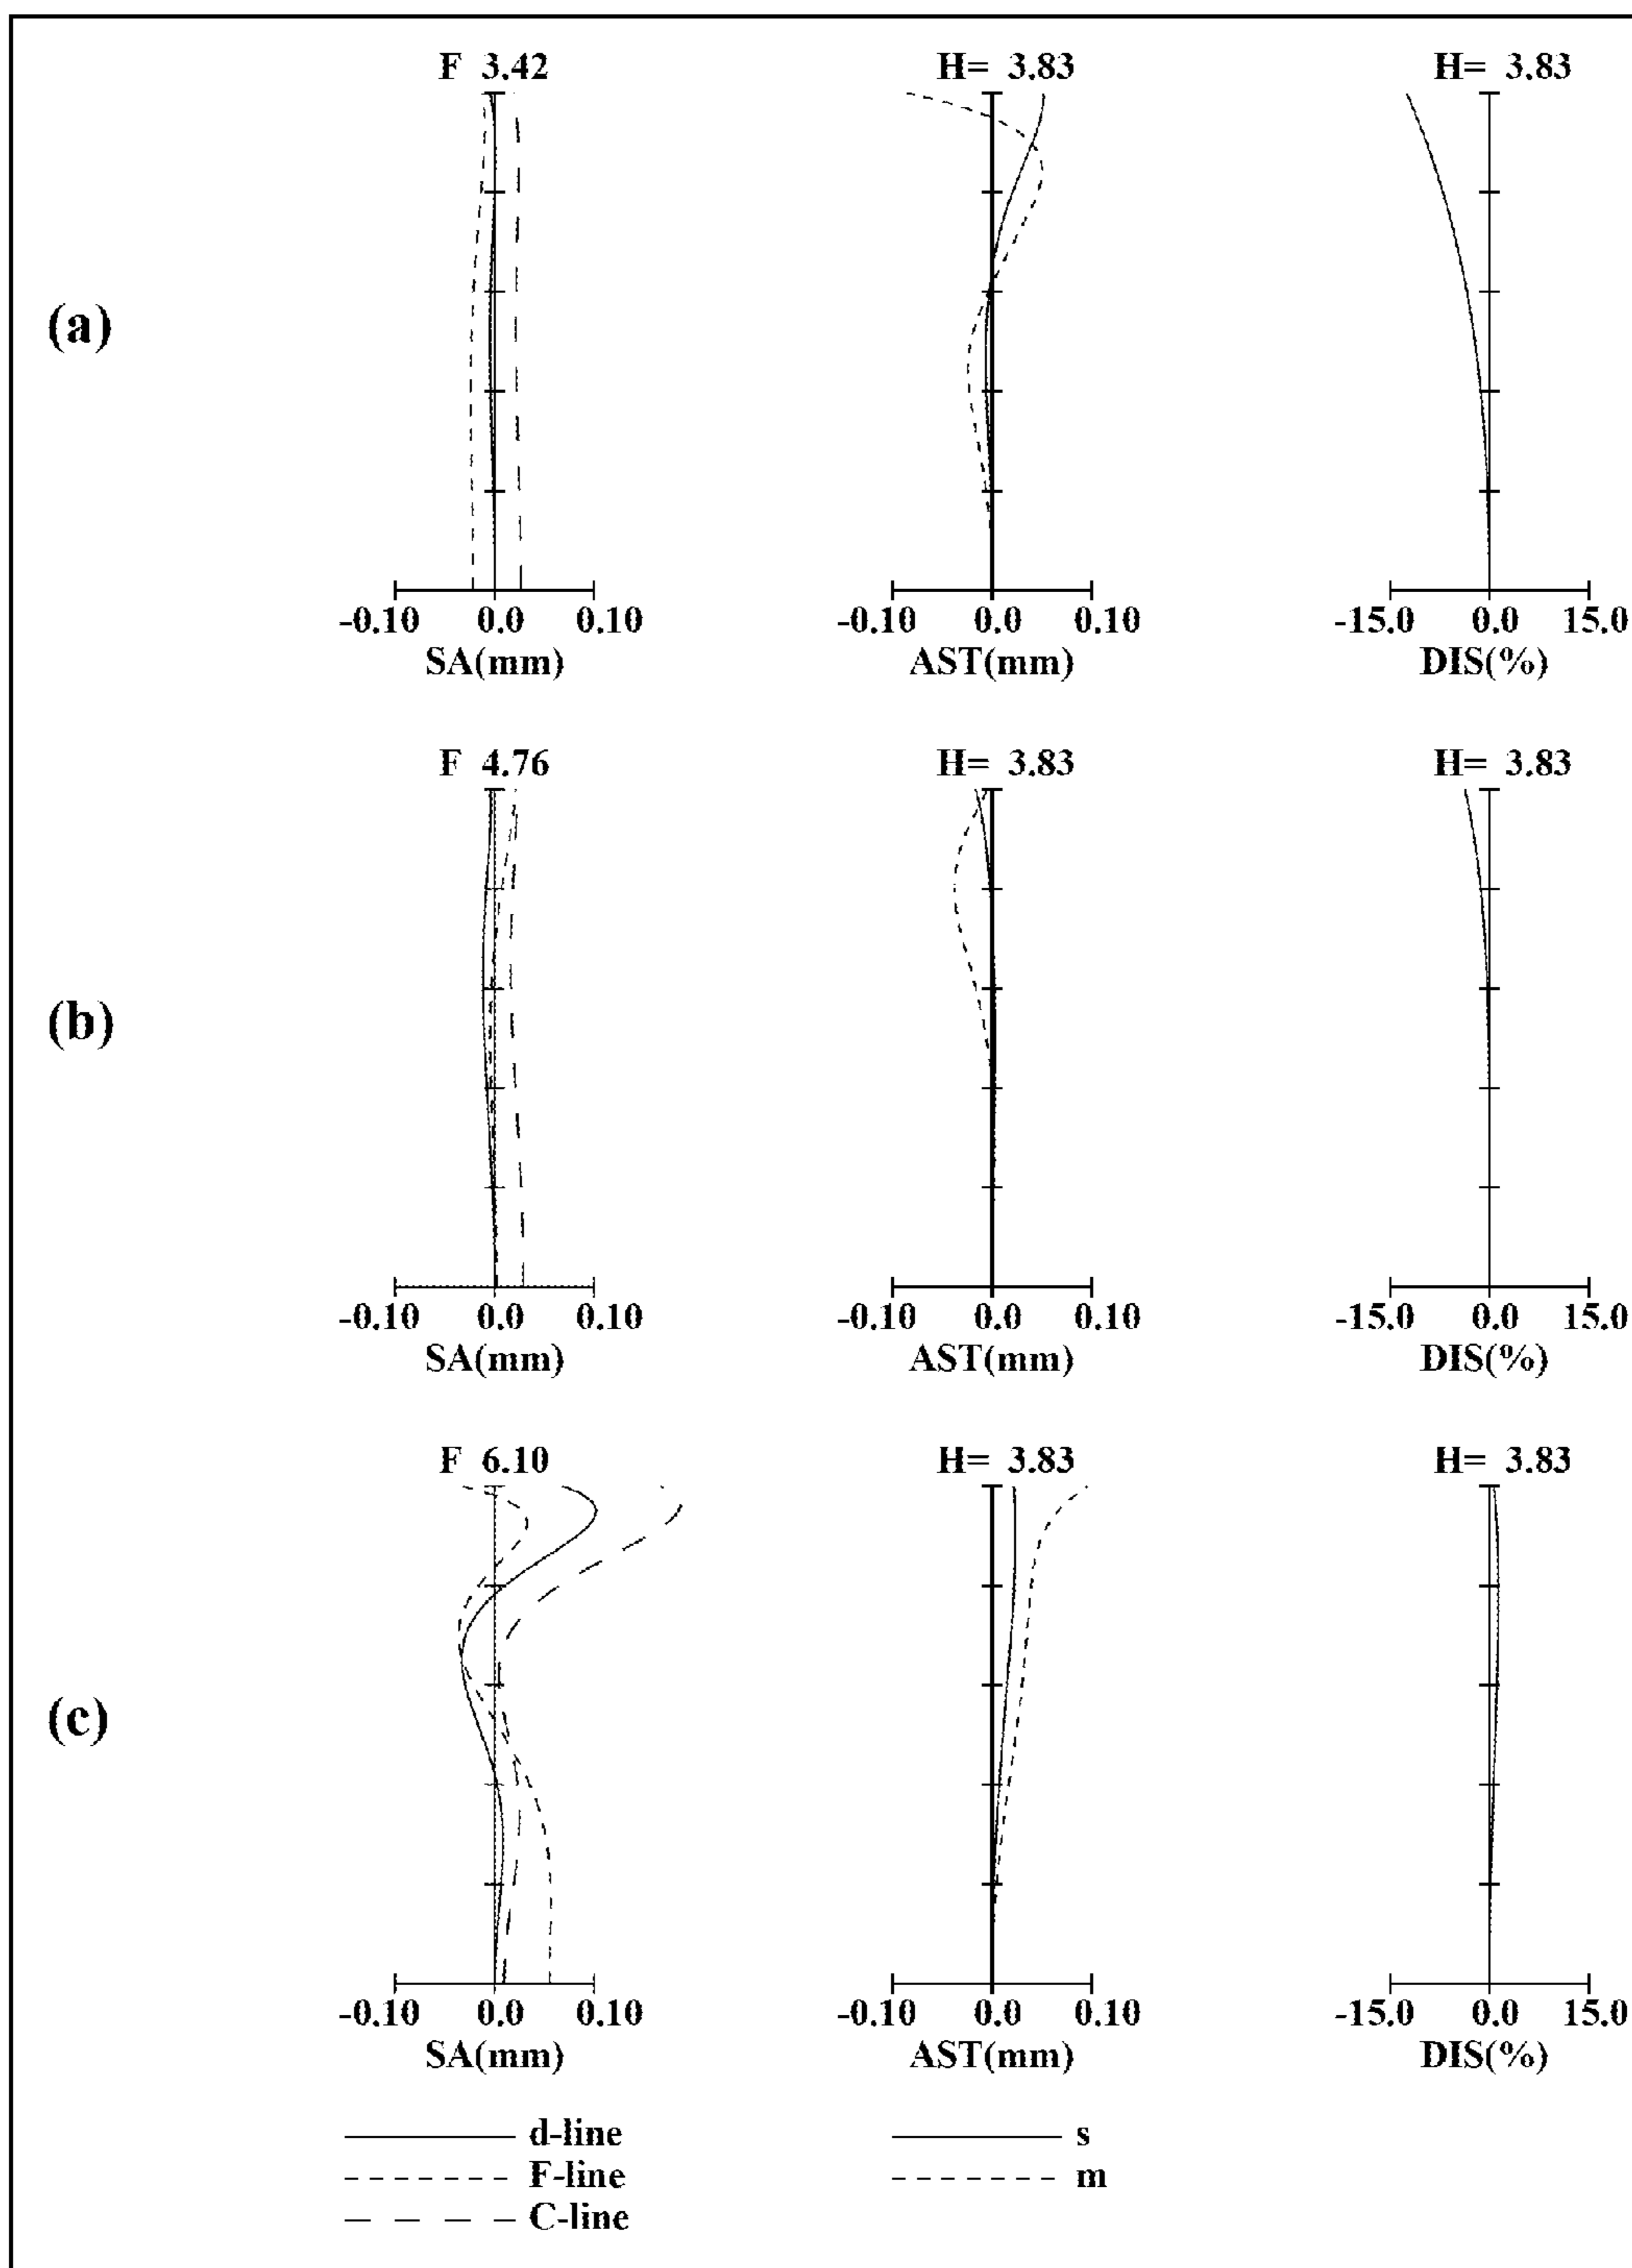 F 3.42 H= 3.83 H= 3.83
(a)
-0.10 0.0 0.10 -0.10 0.0 0.10 -15.0 0.0 15.0
SA(mm) AST(mm) DIS(%)
F 4.76 H= 3.83 H= 3.83
(b)
-0.10 0.0 0.10 -0.10 0.0 0.10 -15.0 0.0 15.0
SA(mm) AST(mm) DIS(%)
F 6.10 H= 3.83 H= 3.83
(c)
-0.10 0.0 0.10 -0.10 0.0 0.10 -15.0 0.0 15.0
SA(mm) AST(mm) DIS(%)
d-line s
F-line m
C-line